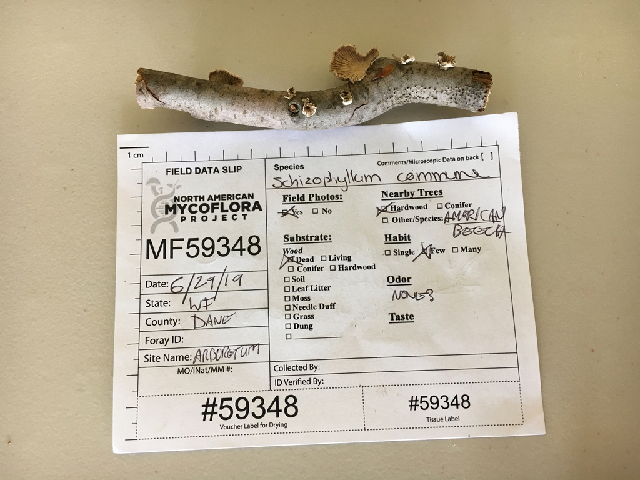 1 cm
FIELD DATA SLIP
NORTH AMERICAN
MYCOFLORA
PROJECT
MF59348
Date: 6/29/19
State: WI
County: DANE
Foray ID:
Site Name: ARBORETUM
MO/iNat/MM #:
Species
Comments/Microscopic Data on back [ ]
Schizophyllum commune
Field Photos:
Yes No
Nearby Trees
Hardwood Conifer
Other/Species: AMERICAN
BEECH
Substrate:
Wood
Dead Living
Conifer Hardwood
Soil
Leaf Litter
Moss
Needle Duff
Grass
Dung
Habit
Single Few Many
Odor
Taste
Collected By:
ID Verified By:
#59348
Voucher Label for Drying
#59348
Tissue Label